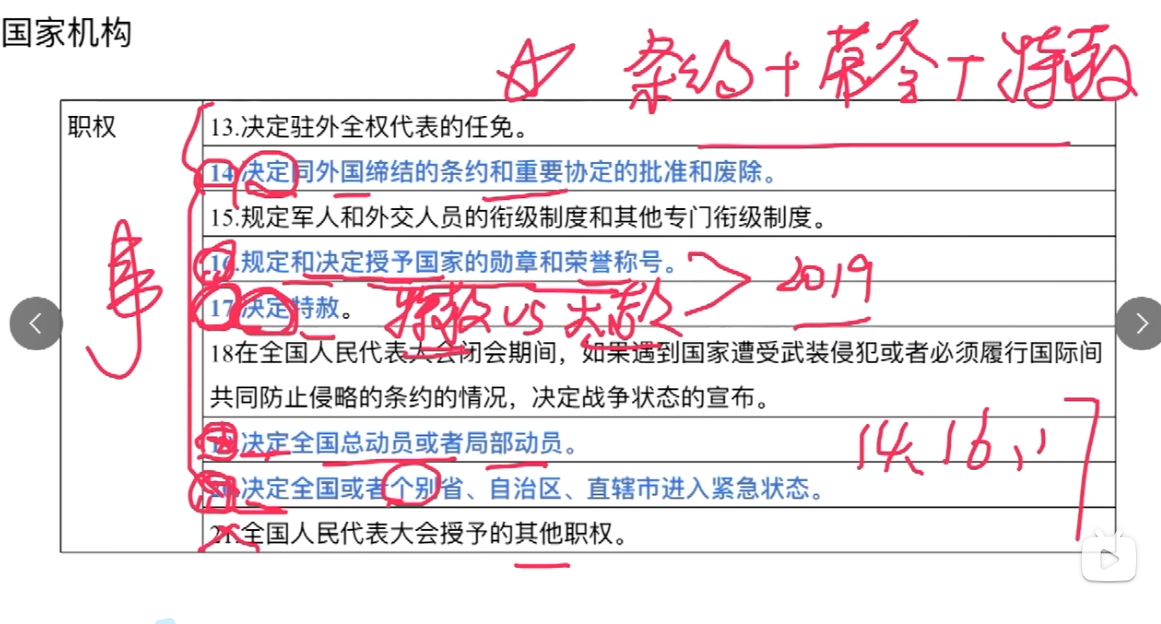 国家机构
条约+荣誉+特赦
职权
13.决定驻外全权代表的任免。
14.决定同外国缔结的条约和重要协定的批准和废除。
15.规定军人和外交人员的衔级制度和其他专门衔级制度。
16.规定和决定授予国家的勋章和荣誉称号。
2019
17.决定特赦。
特赦 VS 大赦
事
18在全国人民代表大会闭会期间，如果遇到国家遭受武装侵犯或者必须履行国际间
共同防止侵略的条约的情况，决定战争状态的宣布。
19.决定全国总动员或者局部动员。
14、16、1
20.决定全国或者个别省、自治区、直辖市进入紧急状态。
21.全国人民代表大会授予的其他职权。